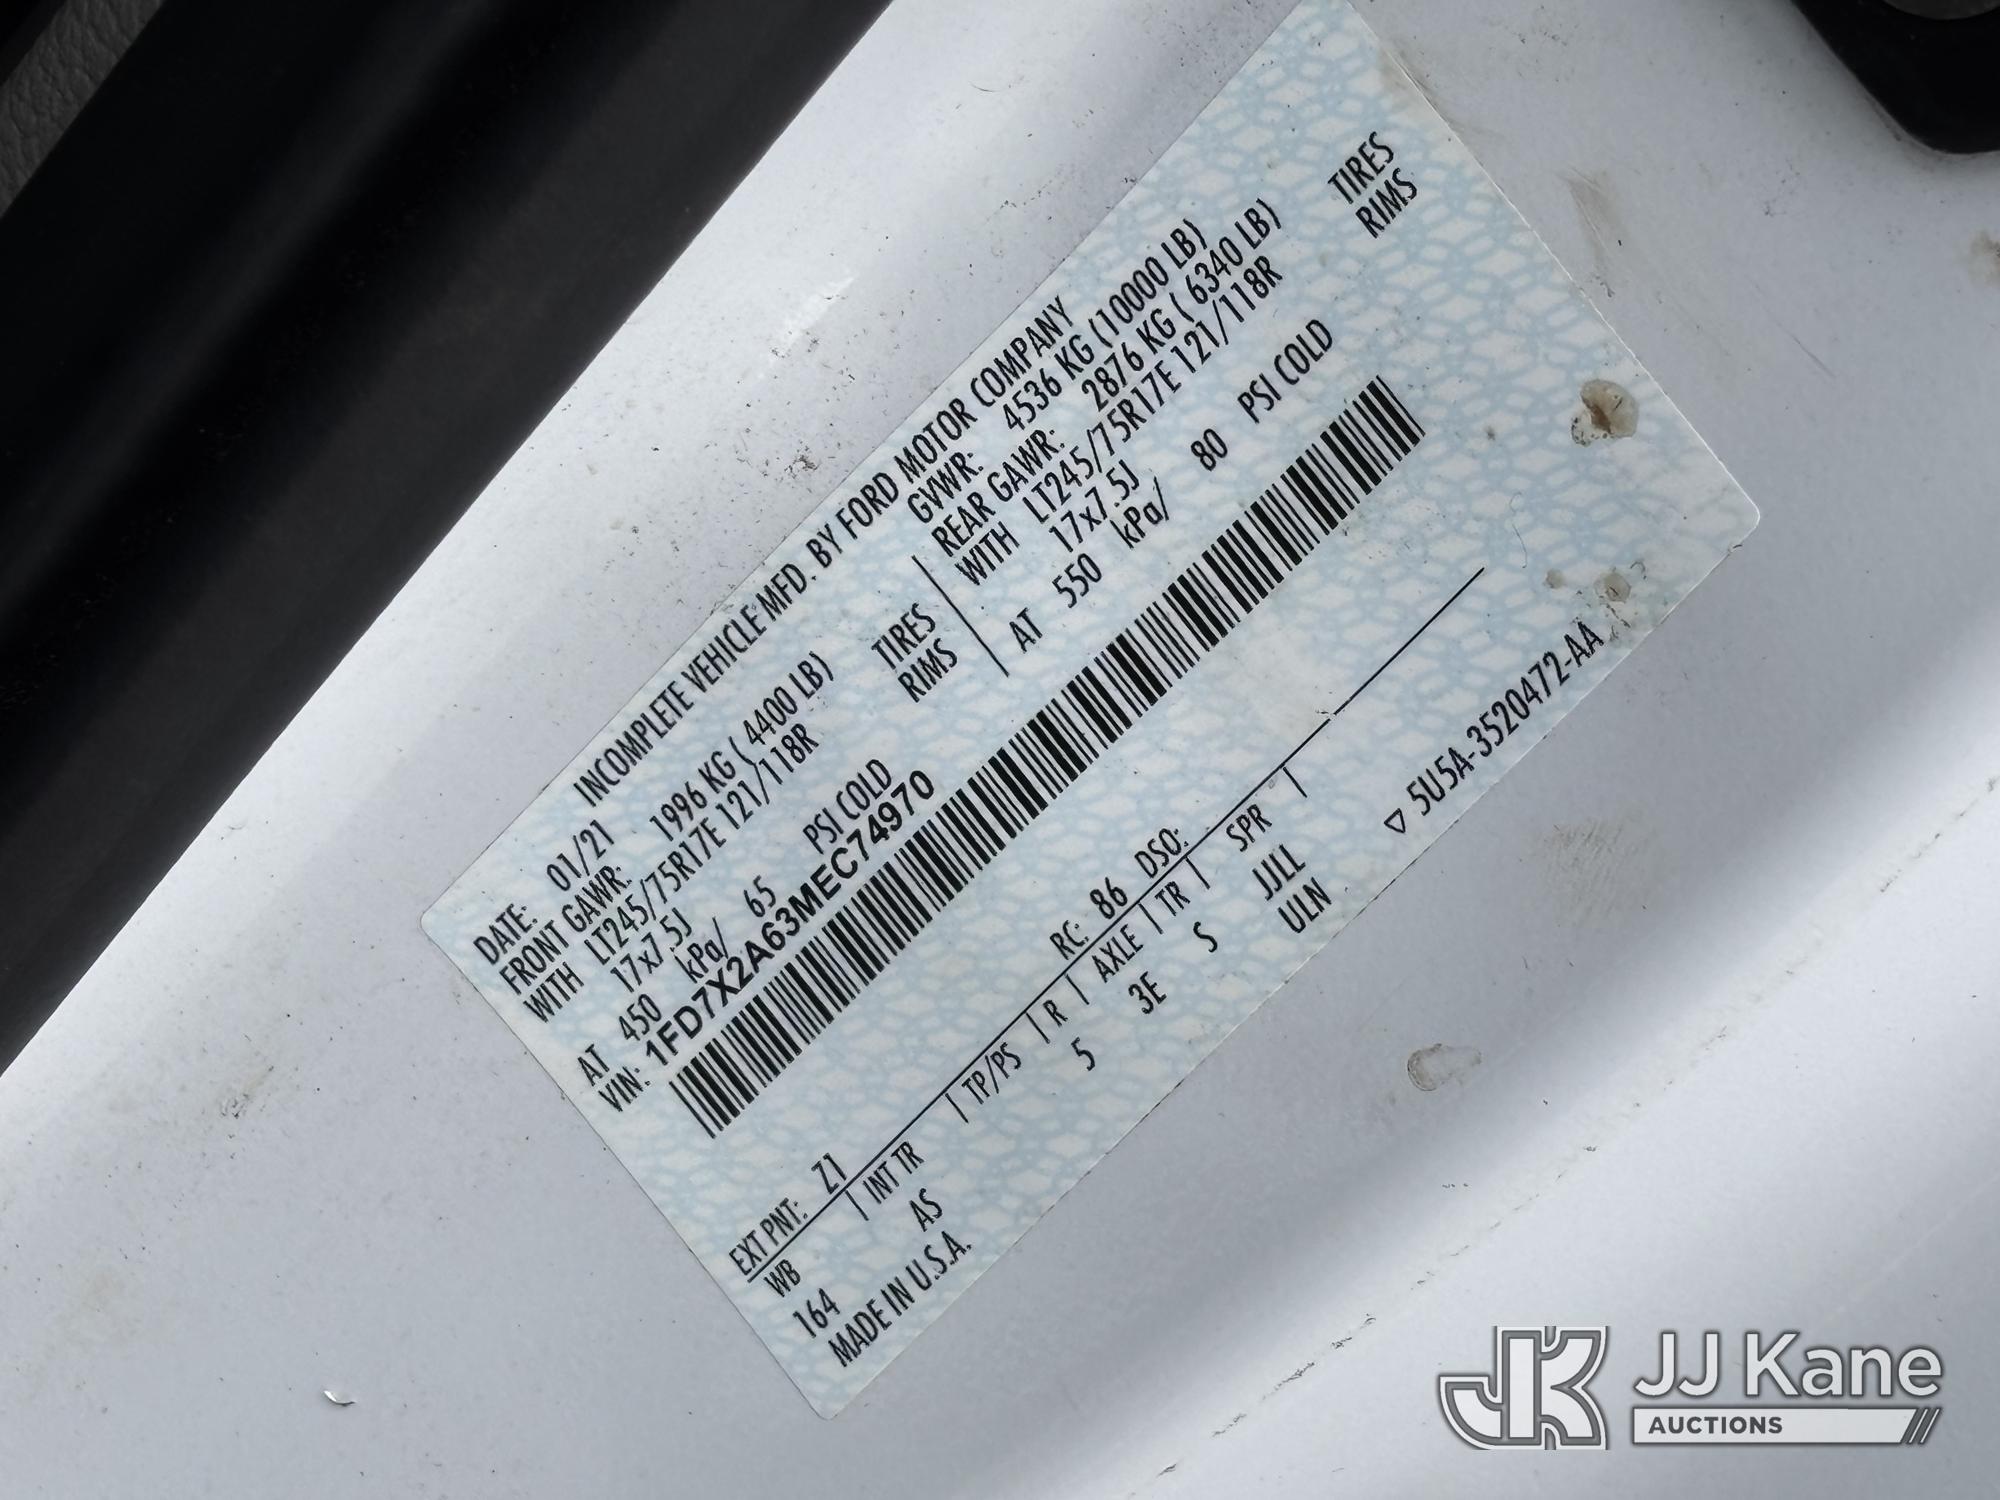 INCOMPLETE VEHICLE MFD. BY FORD MOTOR COMPANY
DATE: 01/21 GVWR: 4536 KG (10000 LB)
FRONT GAWR: 1996 KG ( 4400 LB) REAR GAWR: 2876 KG ( 6340 LB)
WITH LT245/75R17E 121/118R TIRES WITH LT245/75R17E 121/118R TIRES
17x7.5J RIMS 17x7.5J RIMS
AT 450 kPa/ 65 PSI COLD AT 550 kPa/ 80 PSI COLD
VIN: 1FD7X2A63MEC74970
EXT PNT: Z1 RC: 86 DSO:
WB | INT TR | TP/PS | R | AXLE | TR | SPR |
164 AS 5 3E S JJLL
MADE IN U.S.A. ULN
▽ 5U5A-3520472-AA
JK JJ Kane
AUCTIONS